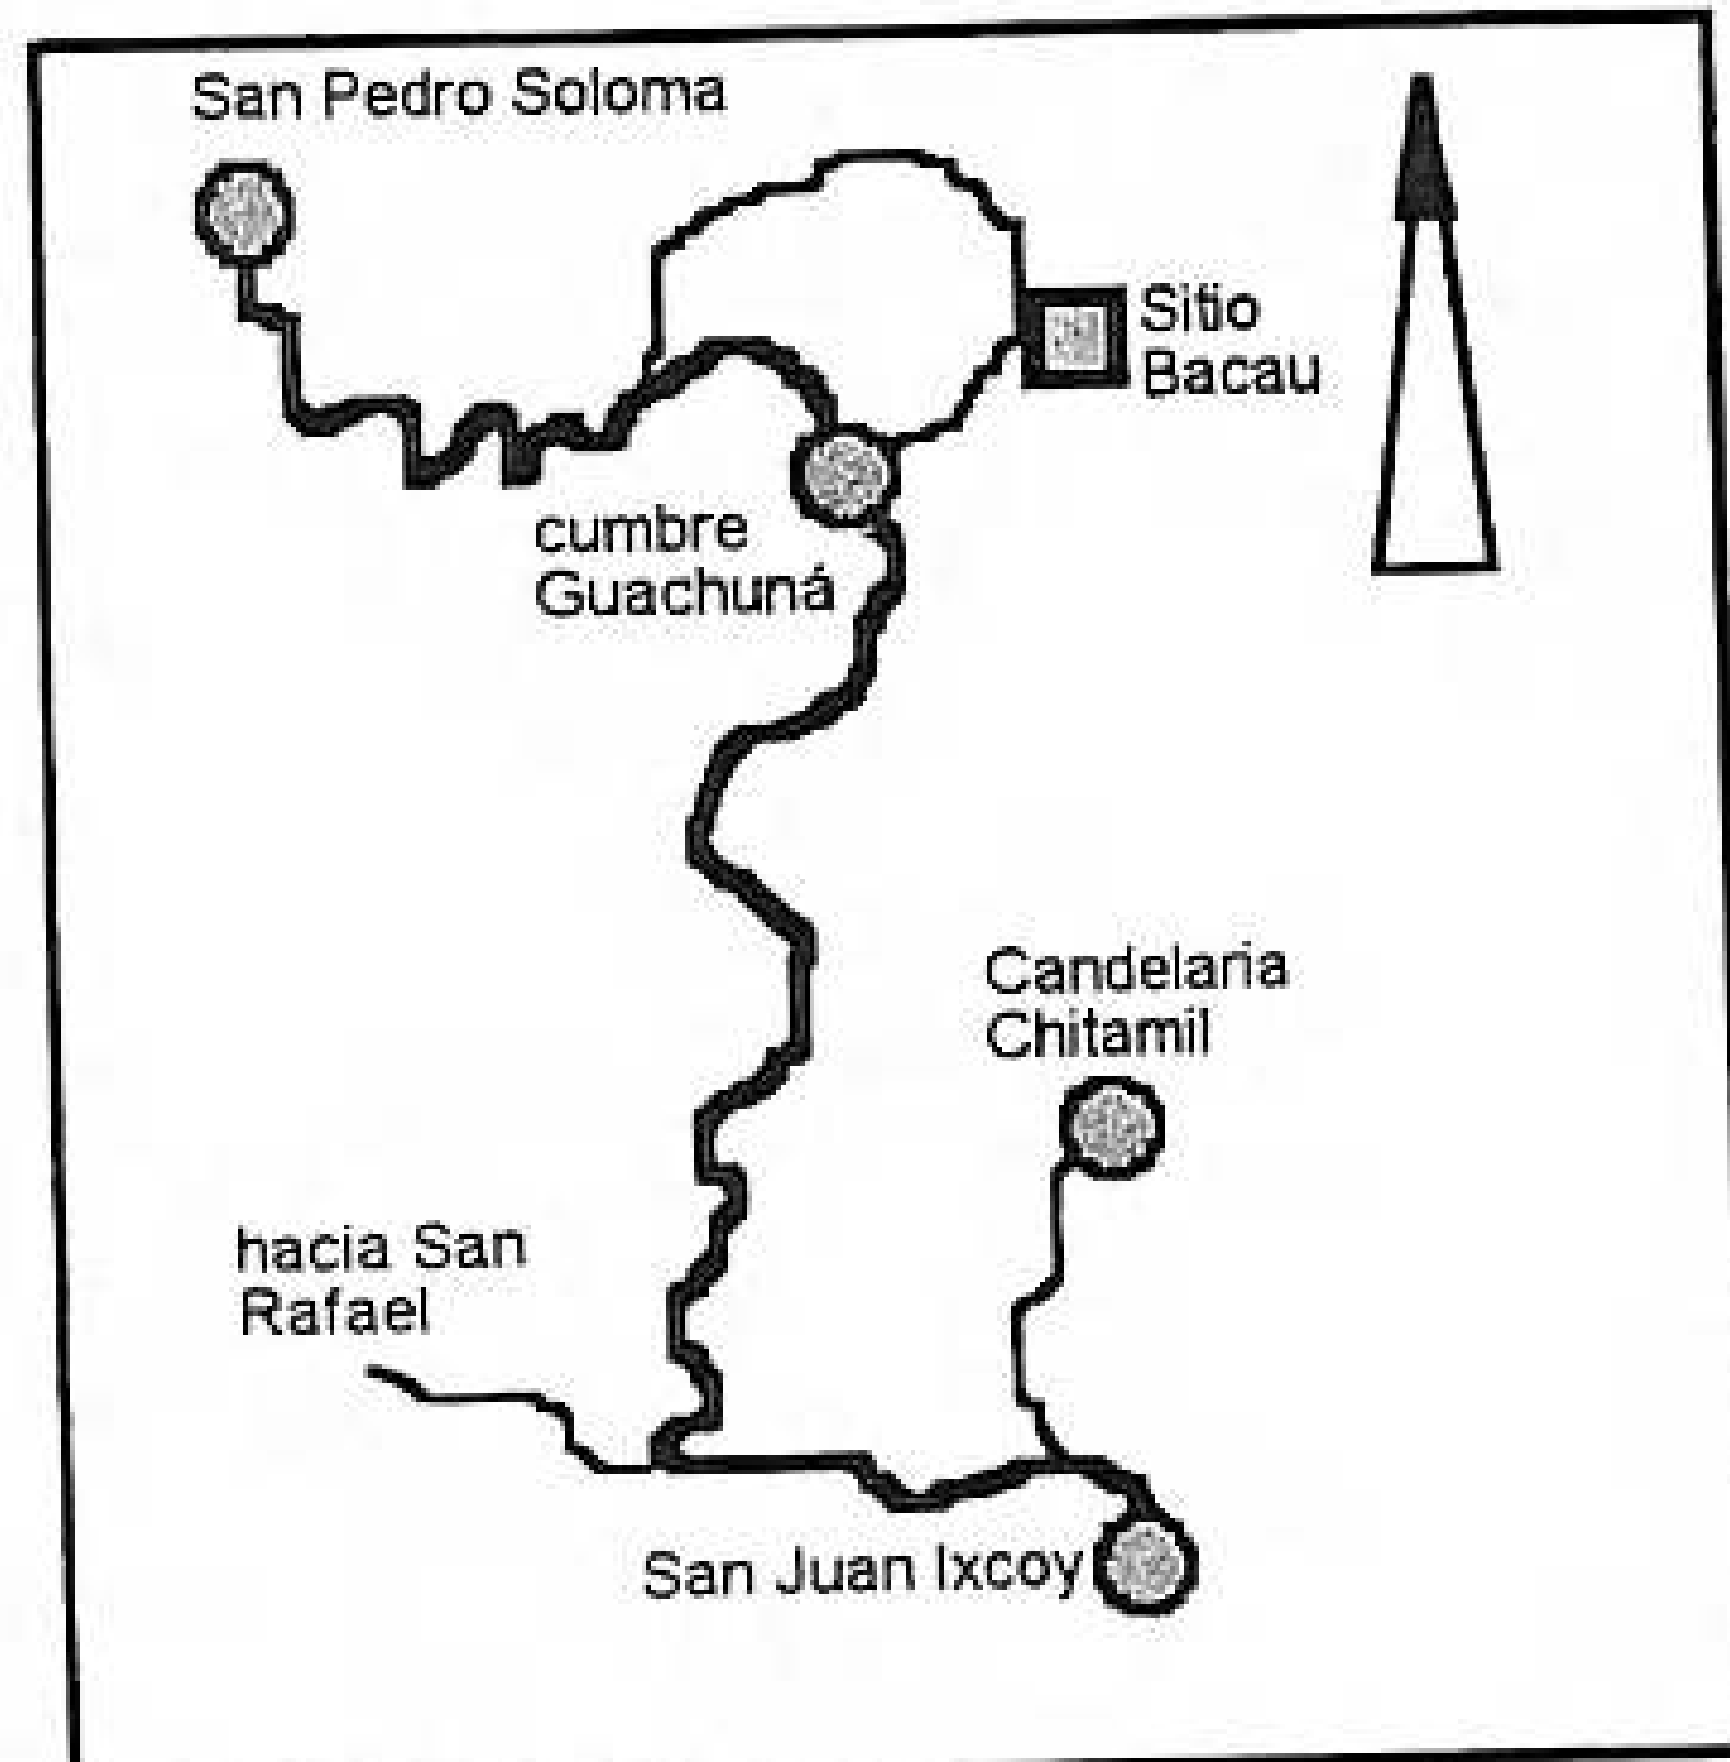 San Pedro Soloma
Sitio
Bacau
cumbre
Guachuná
Candelaria
Chitamil
hacia San
Rafael
San Juan Ixcoy